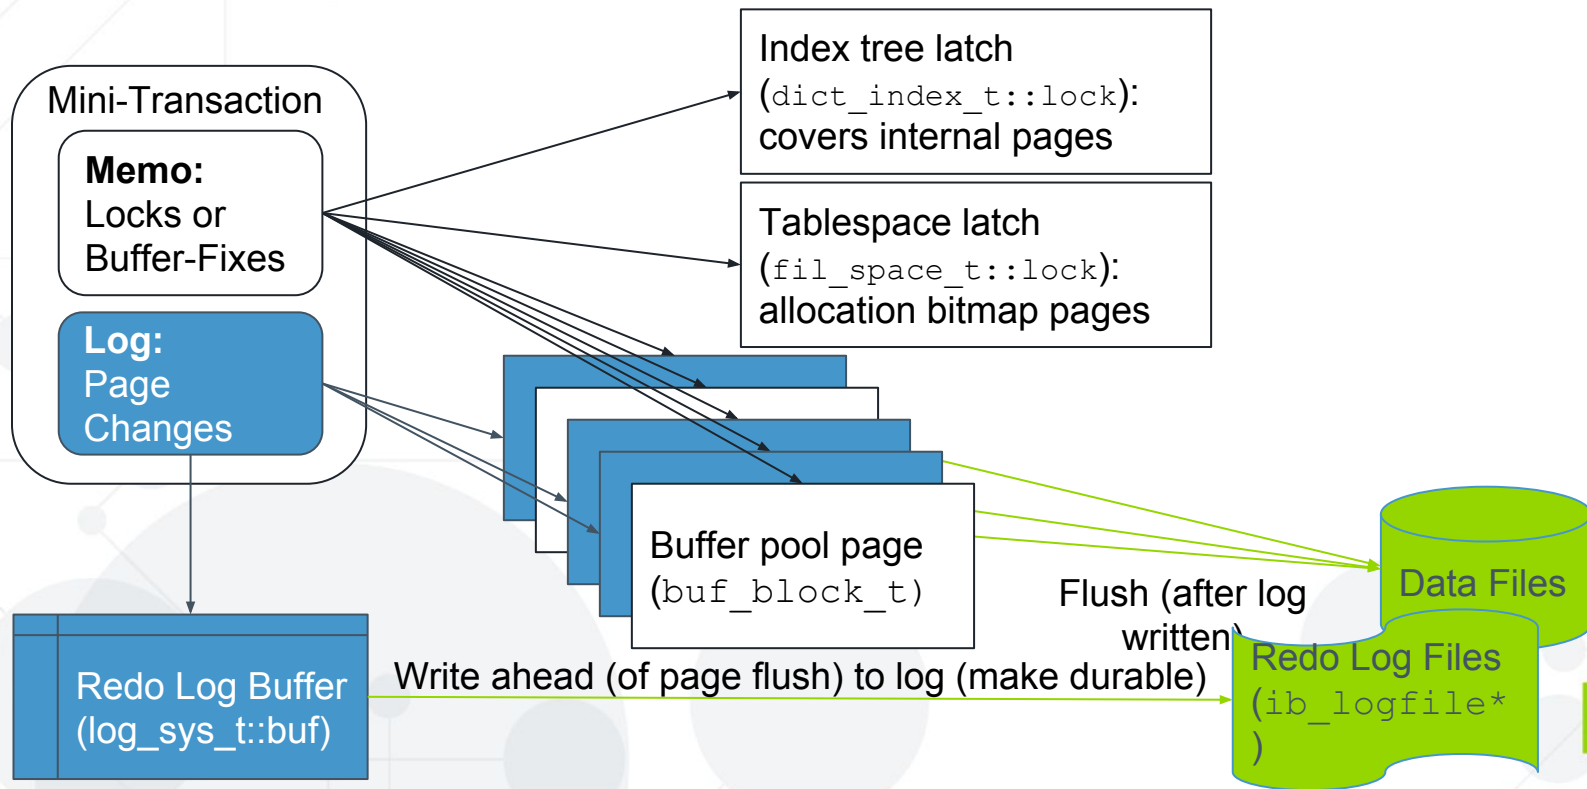 Mini-Transaction
Memo:
Locks or
Buffer-Fixes
Log:
Page
Changes
Index tree latch
(dict_index_t::lock):
covers internal pages
Tablespace latch
(fil_space_t::lock):
allocation bitmap pages
Buffer pool page
(buf_block_t)
Flush (after log
written)
Data Files
Redo Log Buffer
(log_sys_t::buf)
Write ahead (of page flush) to log (make durable)
Redo Log Files
(ib_logfile*
)